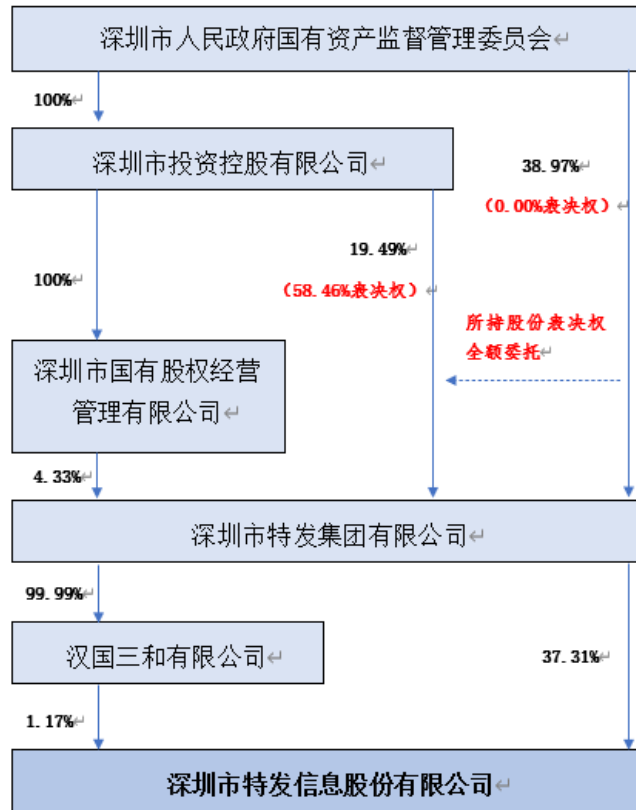 深圳市人民政府国有资产监督管理委员会↵
100%↵
深圳市投资控股有限公司↵
38.97%↵
（0.00%表决权）↵
19.49%↵
（58.46%表决权）↵
100%↵
所持股份表决权
全额委托↵
深圳市国有股权经营
管理有限公司↵
4.33%↵
深圳市特发集团有限公司↵
99.99%↵
汉国三和有限公司↵
37.31%↵
1.17%↵
深圳市特发信息股份有限公司↵